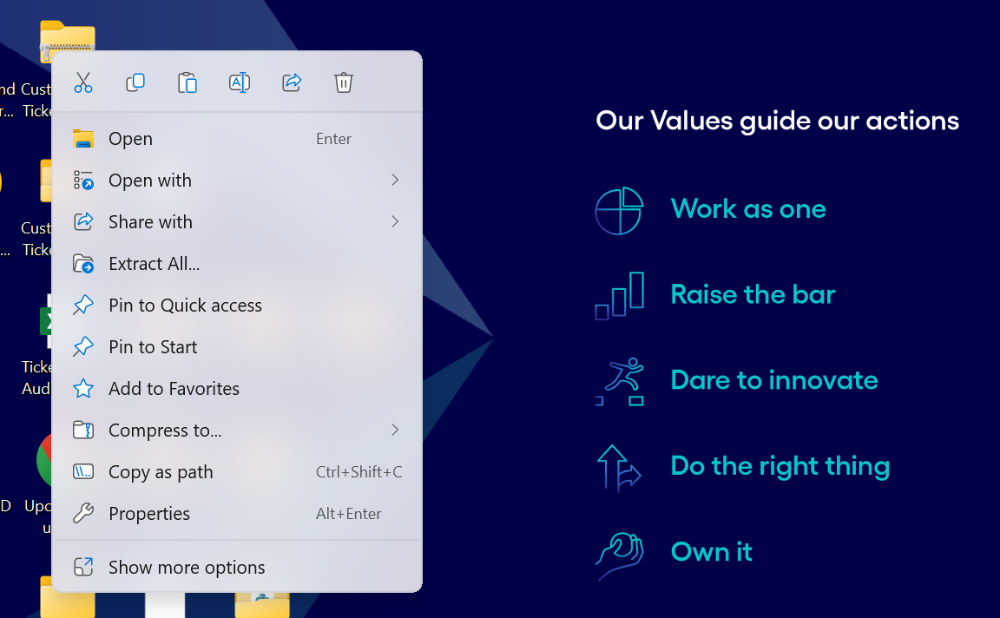 nd Cust
r... Ticke
Cust
... Ticke
Ticke
Aud
D Upo
u
Open Enter
Open with
Share with
Extract All...
Pin to Quick access
Pin to Start
Add to Favorites
Compress to...
Copy as path Ctrl+Shift+C
Properties Alt+Enter
Show more options
Our Values guide our actions
Work as one
Raise the bar
Dare to innovate
Do the right thing
Own it